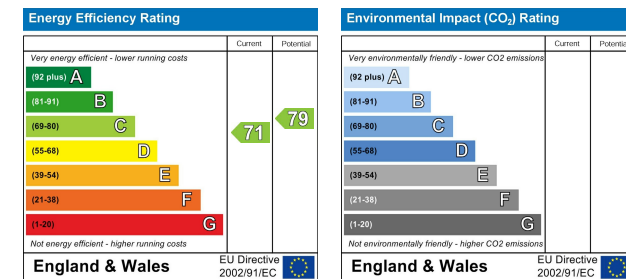 Energy Efficiency Rating
Current Potential
Very energy efficient - lower running costs
(92 plus) A
(81-91) B
(69-80) C
(55-68) D
(39-54) E
(21-38) F
(1-20) G
71
79
Not energy efficient - higher running costs
England & Wales
EU Directive
2002/91/EC
Environmental Impact (CO₂) Rating
Current Potential
Very environmentally friendly - lower CO2 emissions
(92 plus) A
(81-91) B
(69-80) C
(55-68) D
(39-54) E
(21-38) F
(1-20) G
Not environmentally friendly - higher CO2 emissions
England & Wales
EU Directive
2002/91/EC